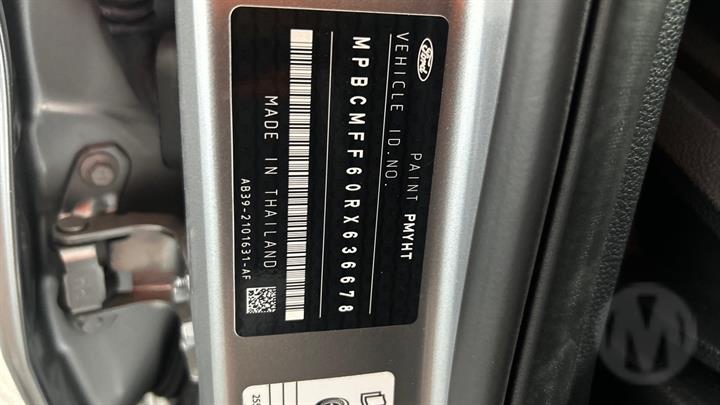 Ford
PAINT PMYHT
VEHICLE ID.NO.
MPBCMFF60RX636678
MADE IN THAILAND
AB39-2101631-AF
M